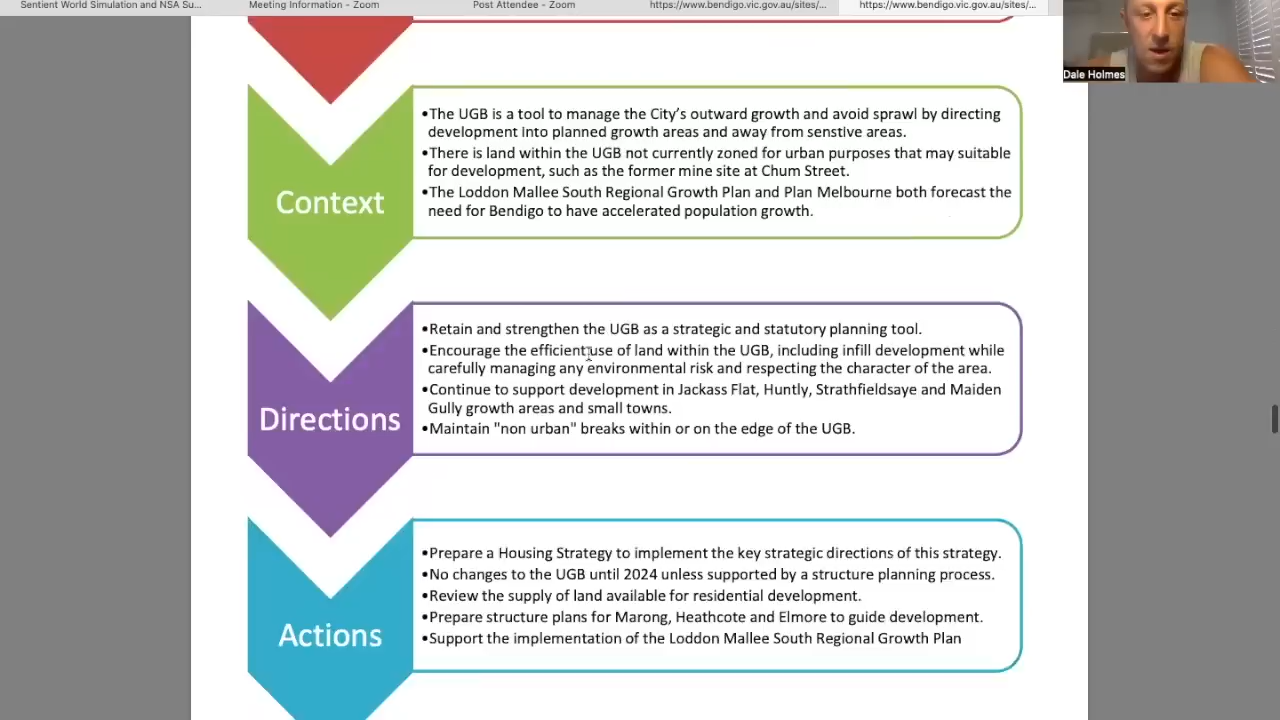 Sentient World Simulation and NSA Su...
Meeting Information - Zoom
Post Attendee - Zoom
https://www.bendigo.vic.gov.au/sites/...
https://www.bendigo.vic.gov.au/sites/...
Dale Holmes
Context
•The UGB is a tool to manage the City's outward growth and avoid sprawl by directing
development into planned growth areas and away from senstive areas.
•There is land within the UGB not currently zoned for urban purposes that may suitable
for development, such as the former mine site at Chum Street.
•The Loddon Mallee South Regional Growth Plan and Plan Melbourne both forecast the
need for Bendigo to have accelerated population growth.
Directions
•Retain and strengthen the UGB as a strategic and statutory planning tool.
•Encourage the efficient use of land within the UGB, including infill development while
carefully managing any environmental risk and respecting the character of the area.
•Continue to support development in Jackass Flat, Huntly, Strathfieldsaye and Maiden
Gully growth areas and small towns.
•Maintain "non urban" breaks within or on the edge of the UGB.
Actions
•Prepare a Housing Strategy to implement the key strategic directions of this strategy.
•No changes to the UGB until 2024 unless supported by a structure planning process.
•Review the supply of land available for residential development.
•Prepare structure plans for Marong, Heathcote and Elmore to guide development.
•Support the implementation of the Loddon Mallee South Regional Growth Plan